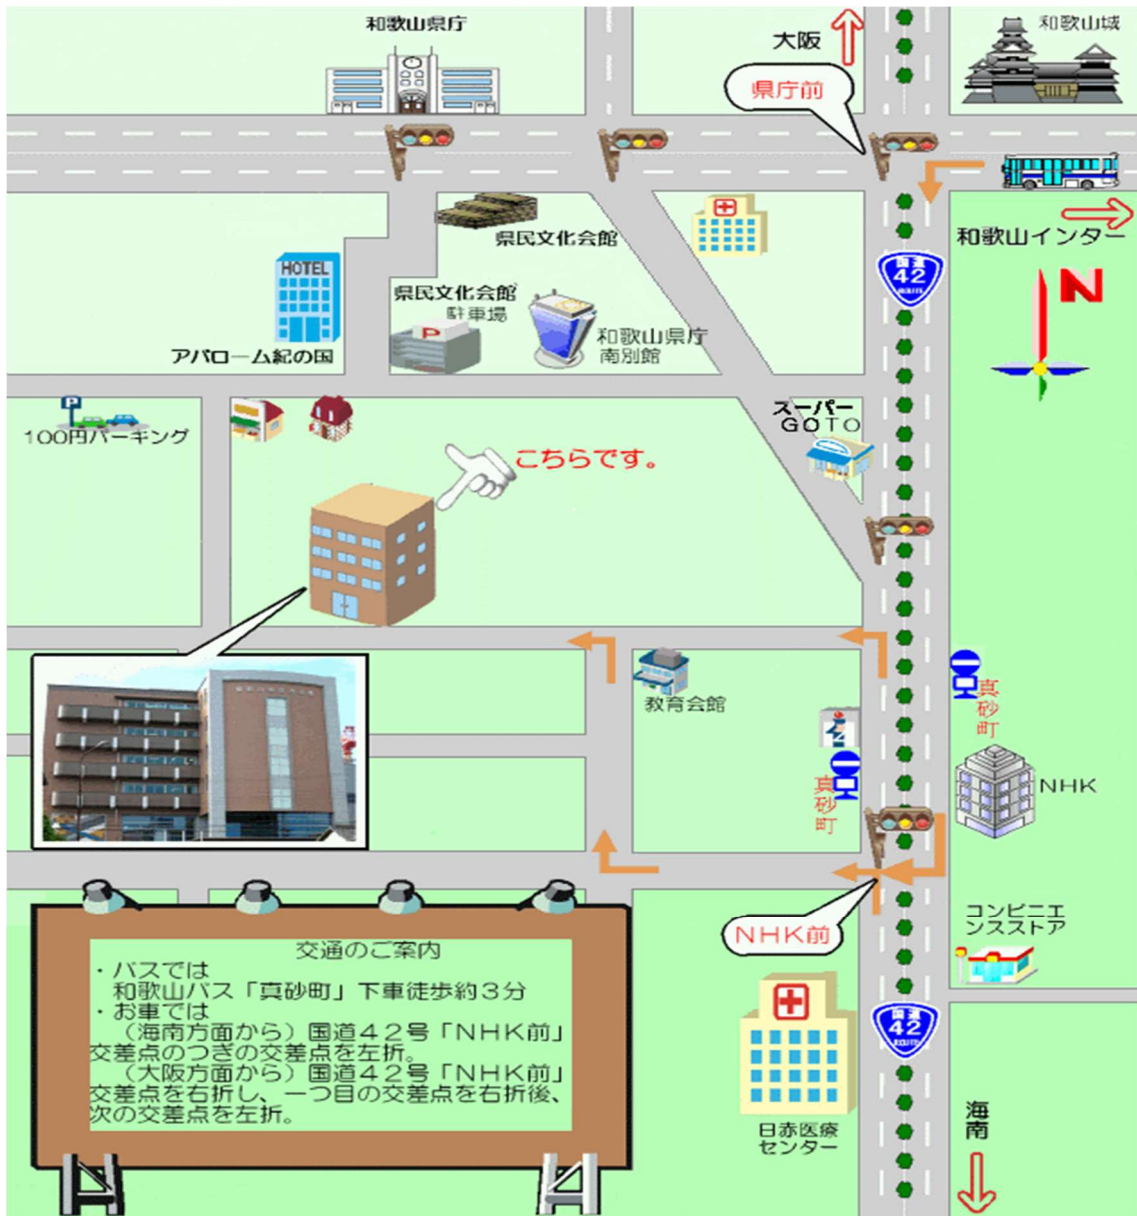 和歌山県庁
大阪
和歌山城
県庁前
県民文化会館
和歌山インター
国道
42
ROUTE
N
HOTEL
県民文化会館
駐車場
P
和歌山県庁
南別館
アバローム紀の国
P
100円パーキング
スーパー
GOTO
こちらです。
教育会館
真砂町
真砂町
NHK
NHK前
コンビニエ
ンスストア
交通のご案内
・バスでは
和歌山バス「真砂町」下車徒歩約3分
・お車では
(海南方面から)国道42号「NHK前」
交差点のつぎの交差点を左折。
(大阪方面から)国道42号「NHK前」
交差点を右折し、一つ目の交差点を右折後、
次の交差点を左折。
国道
42
ROUTE
日赤医療
センター
海南